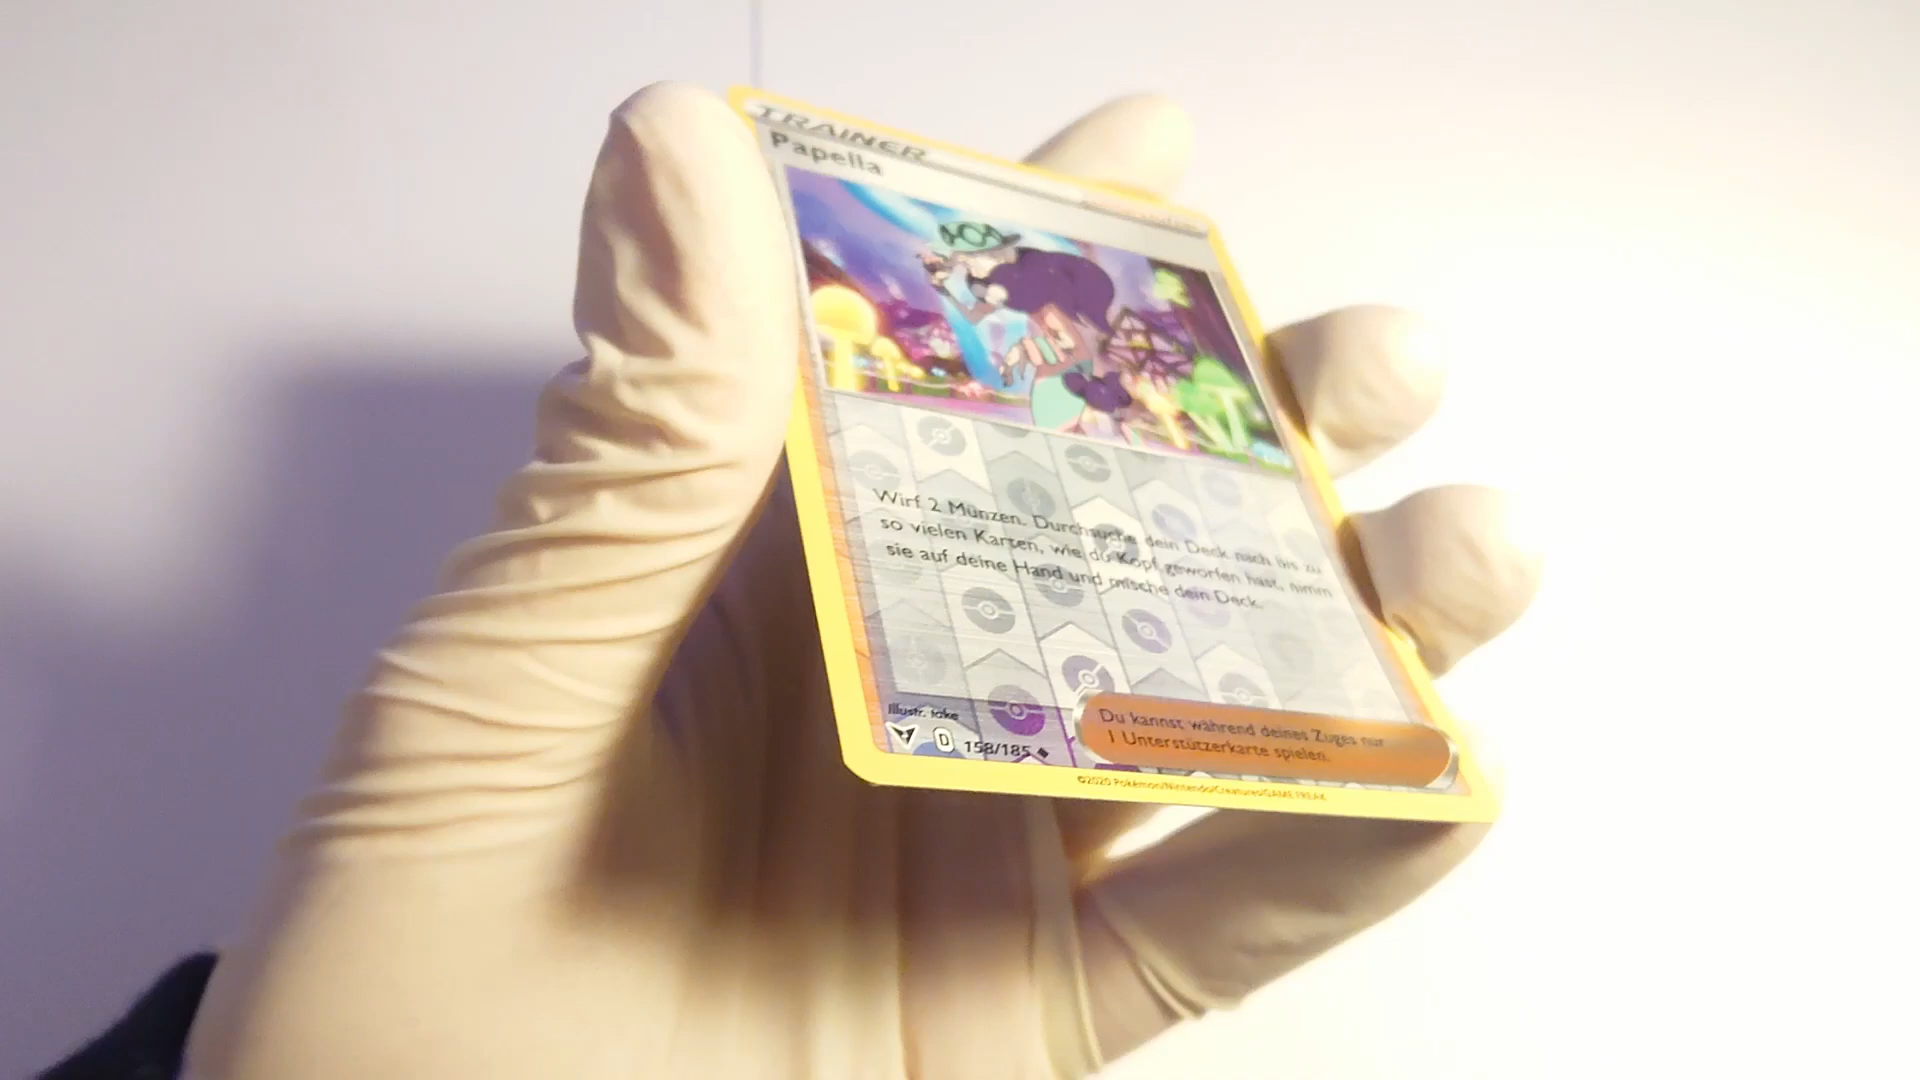 TRAINER
Papella
Wirf 2 Münzen. Durchsuche dein Deck nach bis zu
so vielen Karten, wie du Kopf geworfen hast, nimm
sie auf deine Hand und mische dein Deck.
Illustr. take
D 158/185
Du kannst während deines Zuges nur
1 Unterstützerkarte spielen.
©2020 Pokémon/Nintendo/Creatures/GAME FREAK